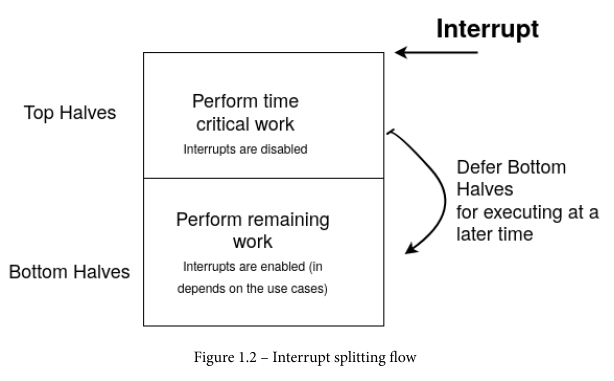 Interrupt
Top Halves
Perform time
critical work
Interrupts are disabled
Defer Bottom
Halves
for executing at a
later time
Bottom Halves
Perform remaining
work
Interrupts are enabled (in
depends on the use cases)
Figure 1.2 – Interrupt splitting flow